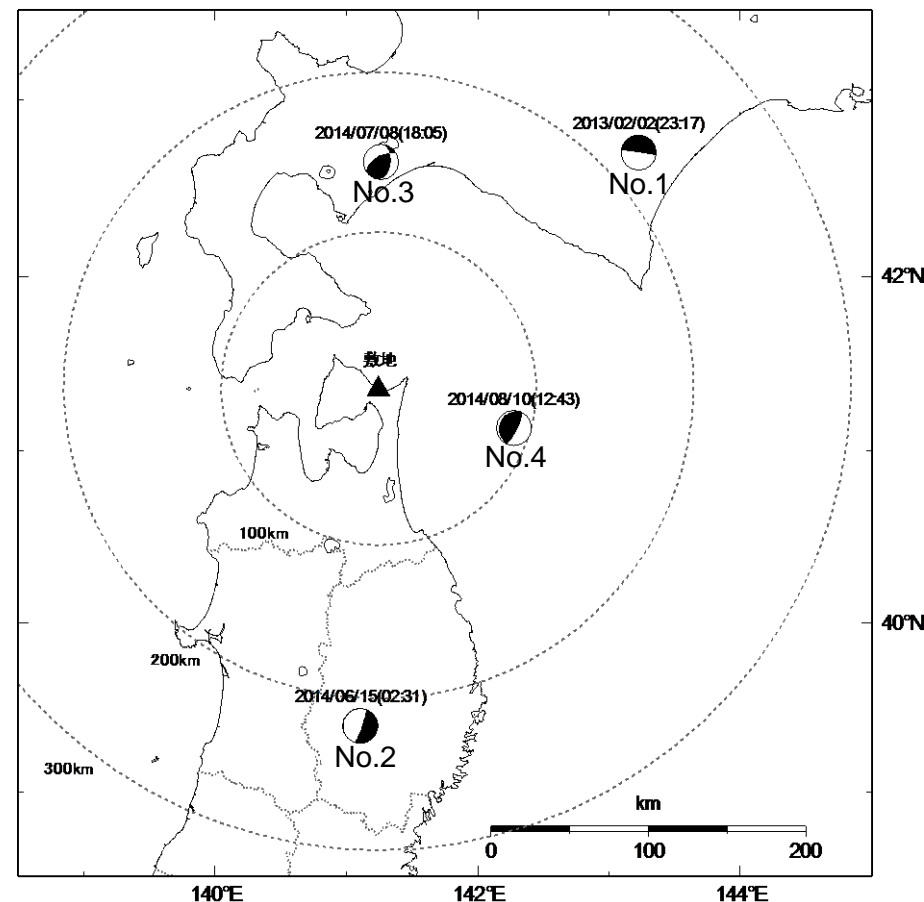 2013/02/02(23:17)
No.1
2014/07/08(18:05)
No.3
42°N
敷地
2014/08/10(12:43)
No.4
100km
40°N
200km
2014/06/15(02:31)
No.2
300km
km
0 100 200
140°E 142°E 144°E